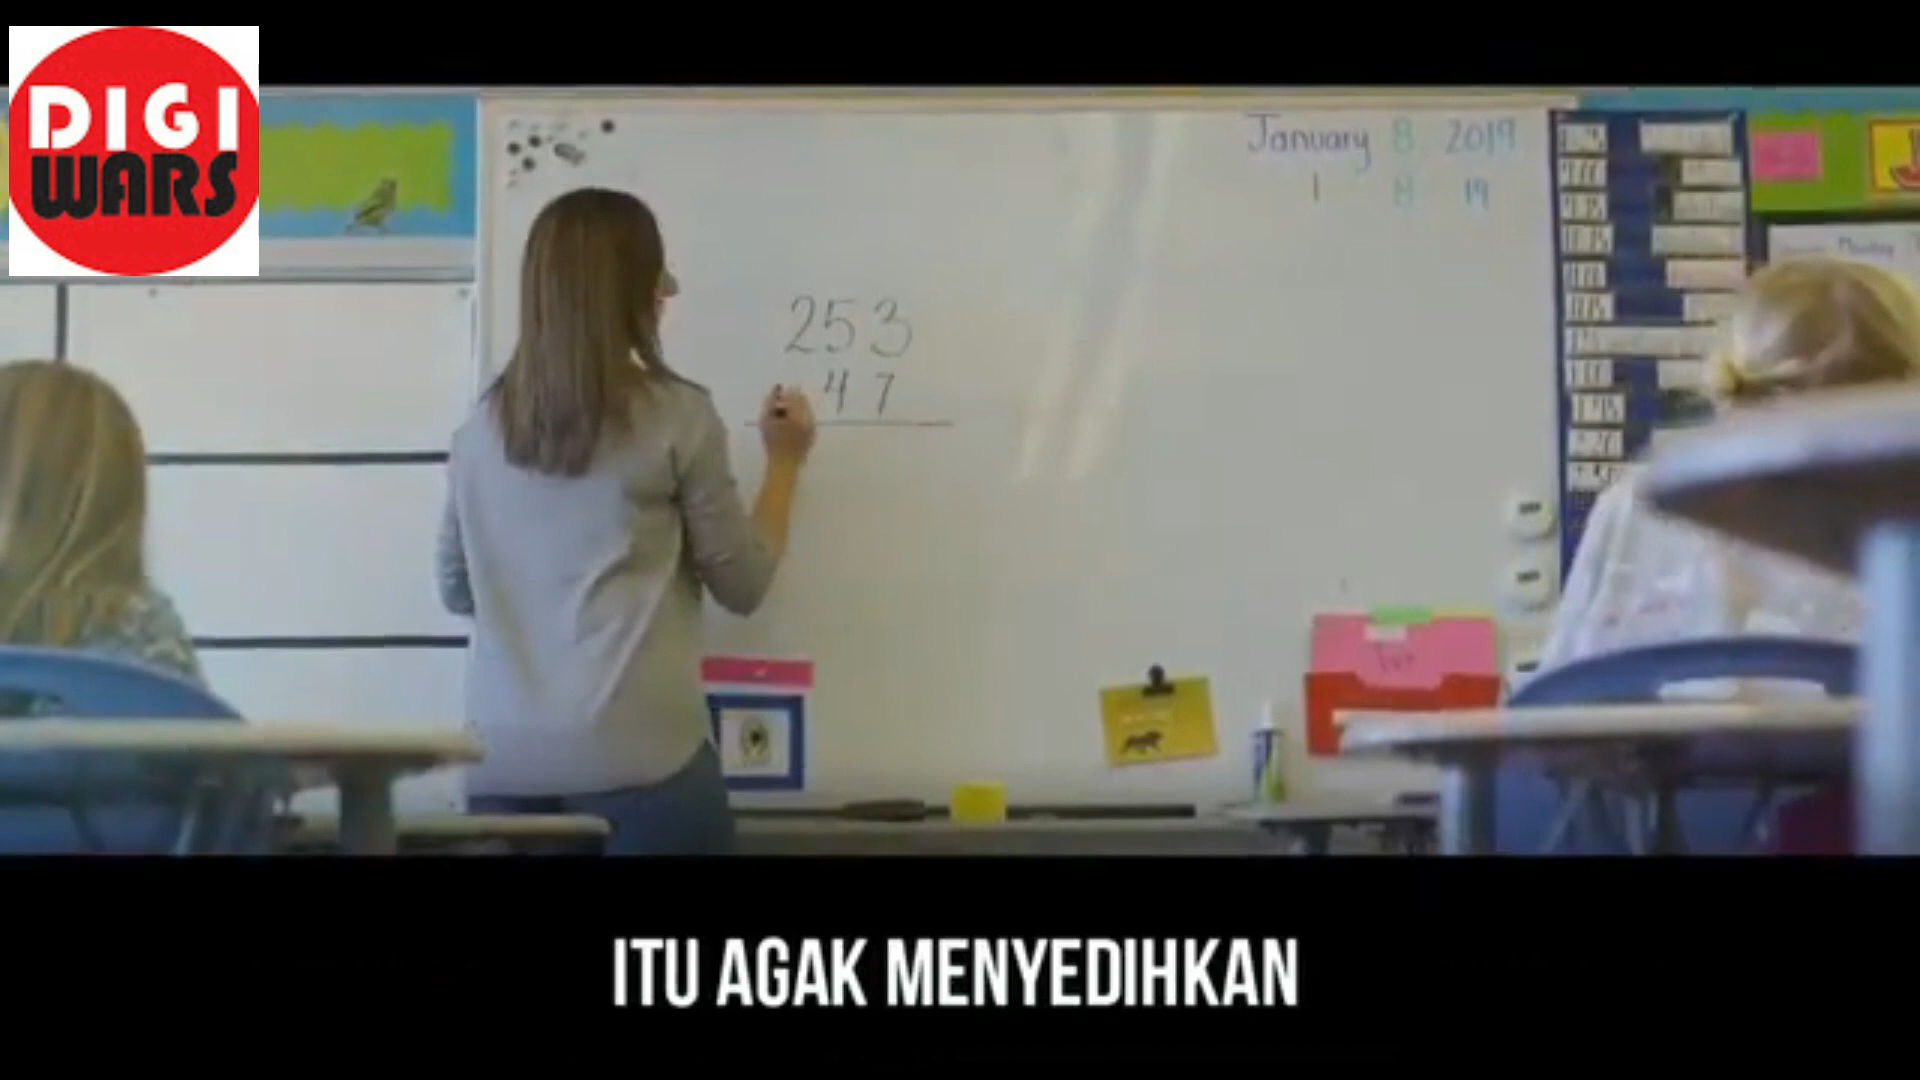 DIGI
WARS
January 8 2019
1 8 19
253
47
ITU AGAK MENYEDIHKAN